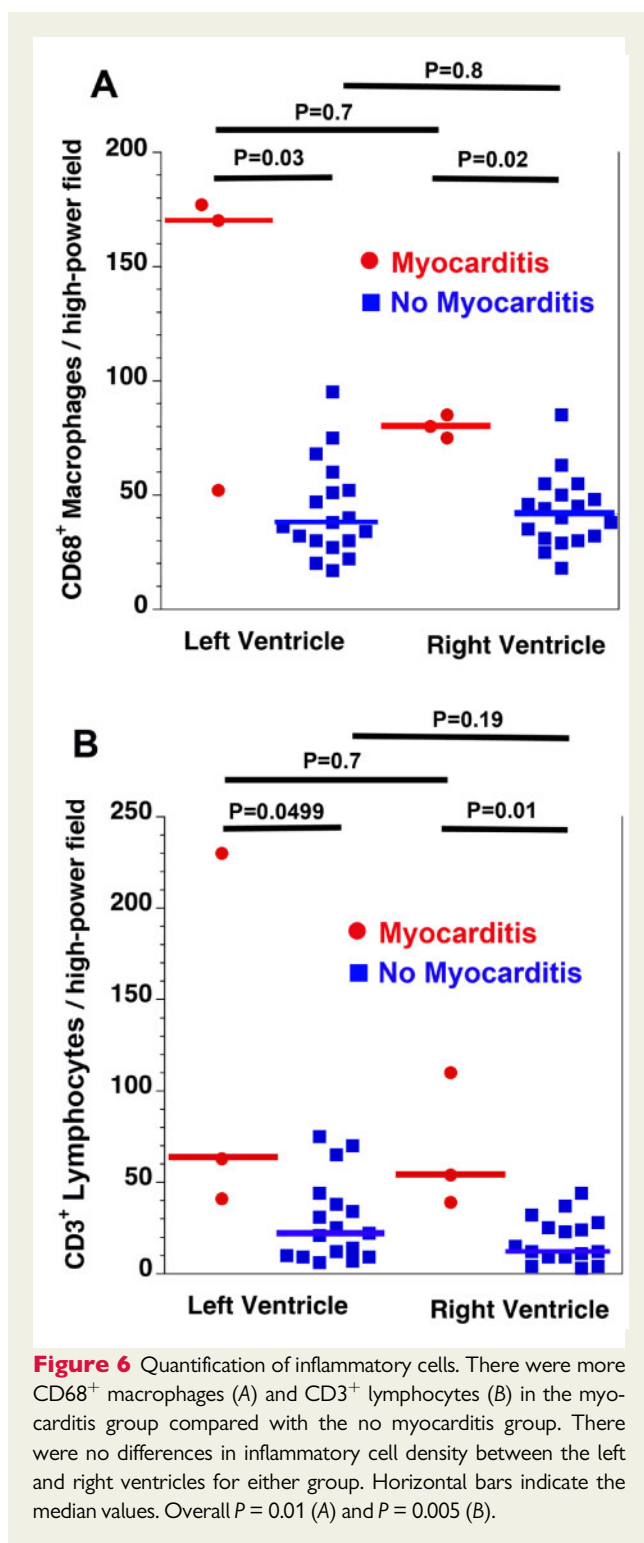 A
P=0.8
P=0.7
P=0.03
P=0.02
200
150
100
50
0
CD68+ Macrophages / high-power field
Myocarditis
No Myocarditis
Left Ventricle
Right Ventricle
B
P=0.19
P=0.7
P=0.0499
P=0.01
250
200
150
100
50
0
CD3+ Lymphocytes / high-power field
Myocarditis
No Myocarditis
Left Ventricle
Right Ventricle
Figure 6 Quantification of inflammatory cells. There were more
CD68+ macrophages (A) and CD3+ lymphocytes (B) in the myo-
carditis group compared with the no myocarditis group. There
were no differences in inflammatory cell density between the left
and right ventricles for either group. Horizontal bars indicate the
median values. Overall P = 0.01 (A) and P = 0.005 (B).